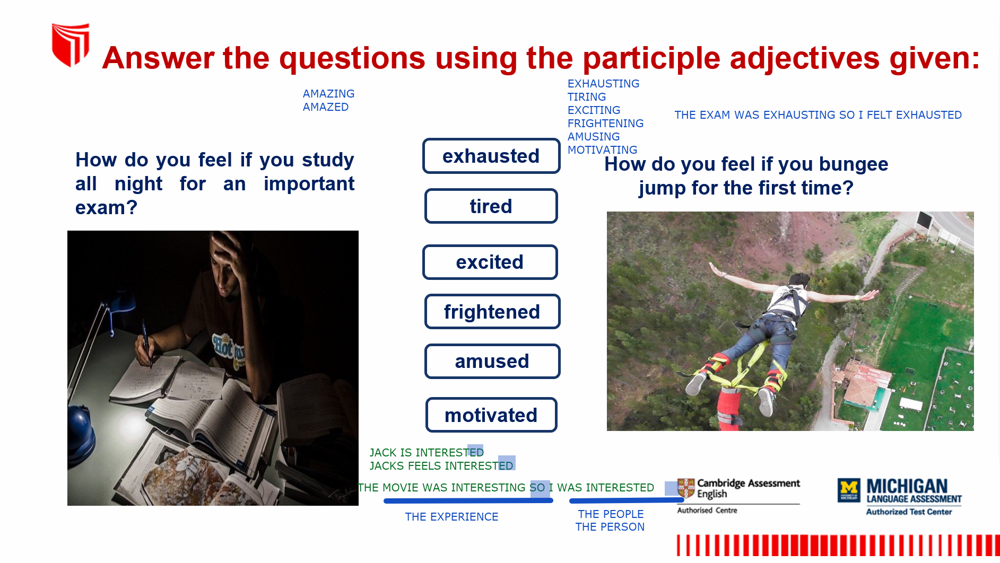 Answer the questions using the participle adjectives given:
AMAZING
AMAZED
EXHAUSTING
TIRING
EXCITING
FRIGHTENING
AMUSING
MOTIVATING
THE EXAM WAS EXHAUSTING SO I FELT EXHAUSTED
How do you feel if you study
all night for an important
exam?
exhausted
tired
excited
frightened
amused
motivated
How do you feel if you bungee
jump for the first time?
JACK IS INTERESTED
JACKS FEELS INTERESTED
THE MOVIE WAS INTERESTING SO I WAS INTERESTED
THE EXPERIENCE
THE PEOPLE
THE PERSON
Cambridge Assessment
English
Authorised Centre
M
MICHIGAN
LANGUAGE ASSESSMENT
Authorized Test Center